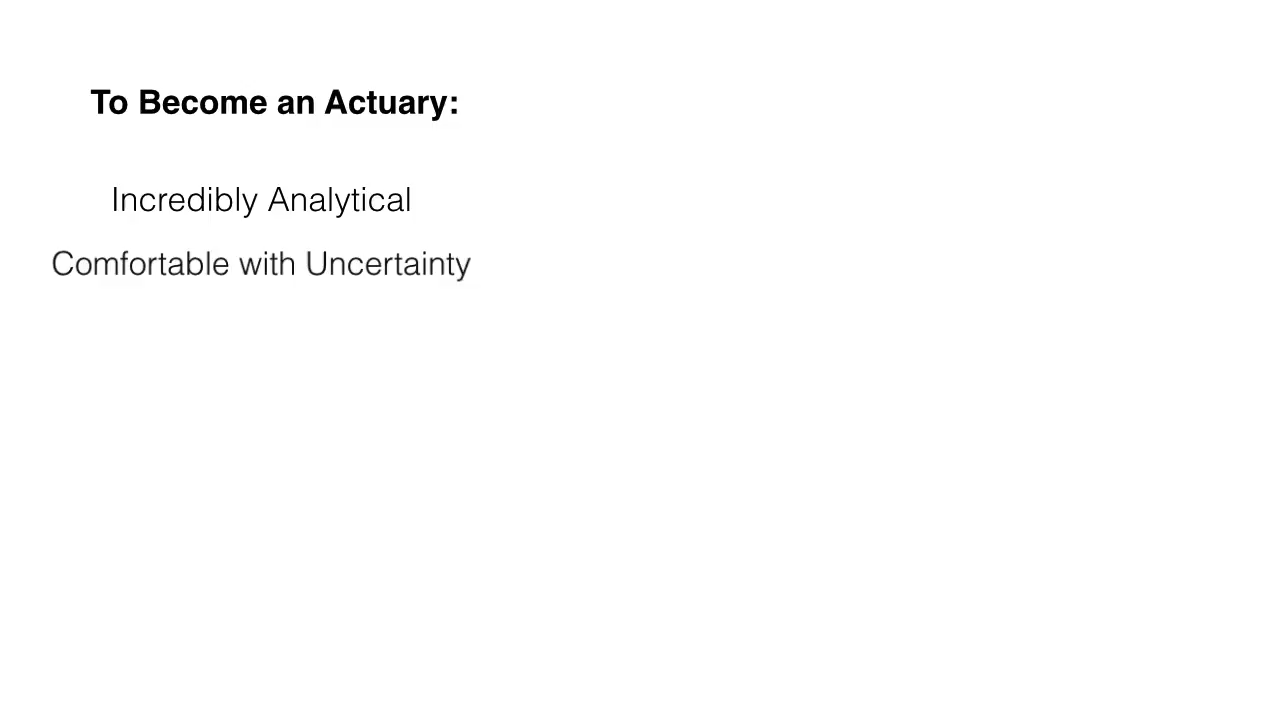 To Become an Actuary:
Incredibly Analytical
Comfortable with Uncertainty